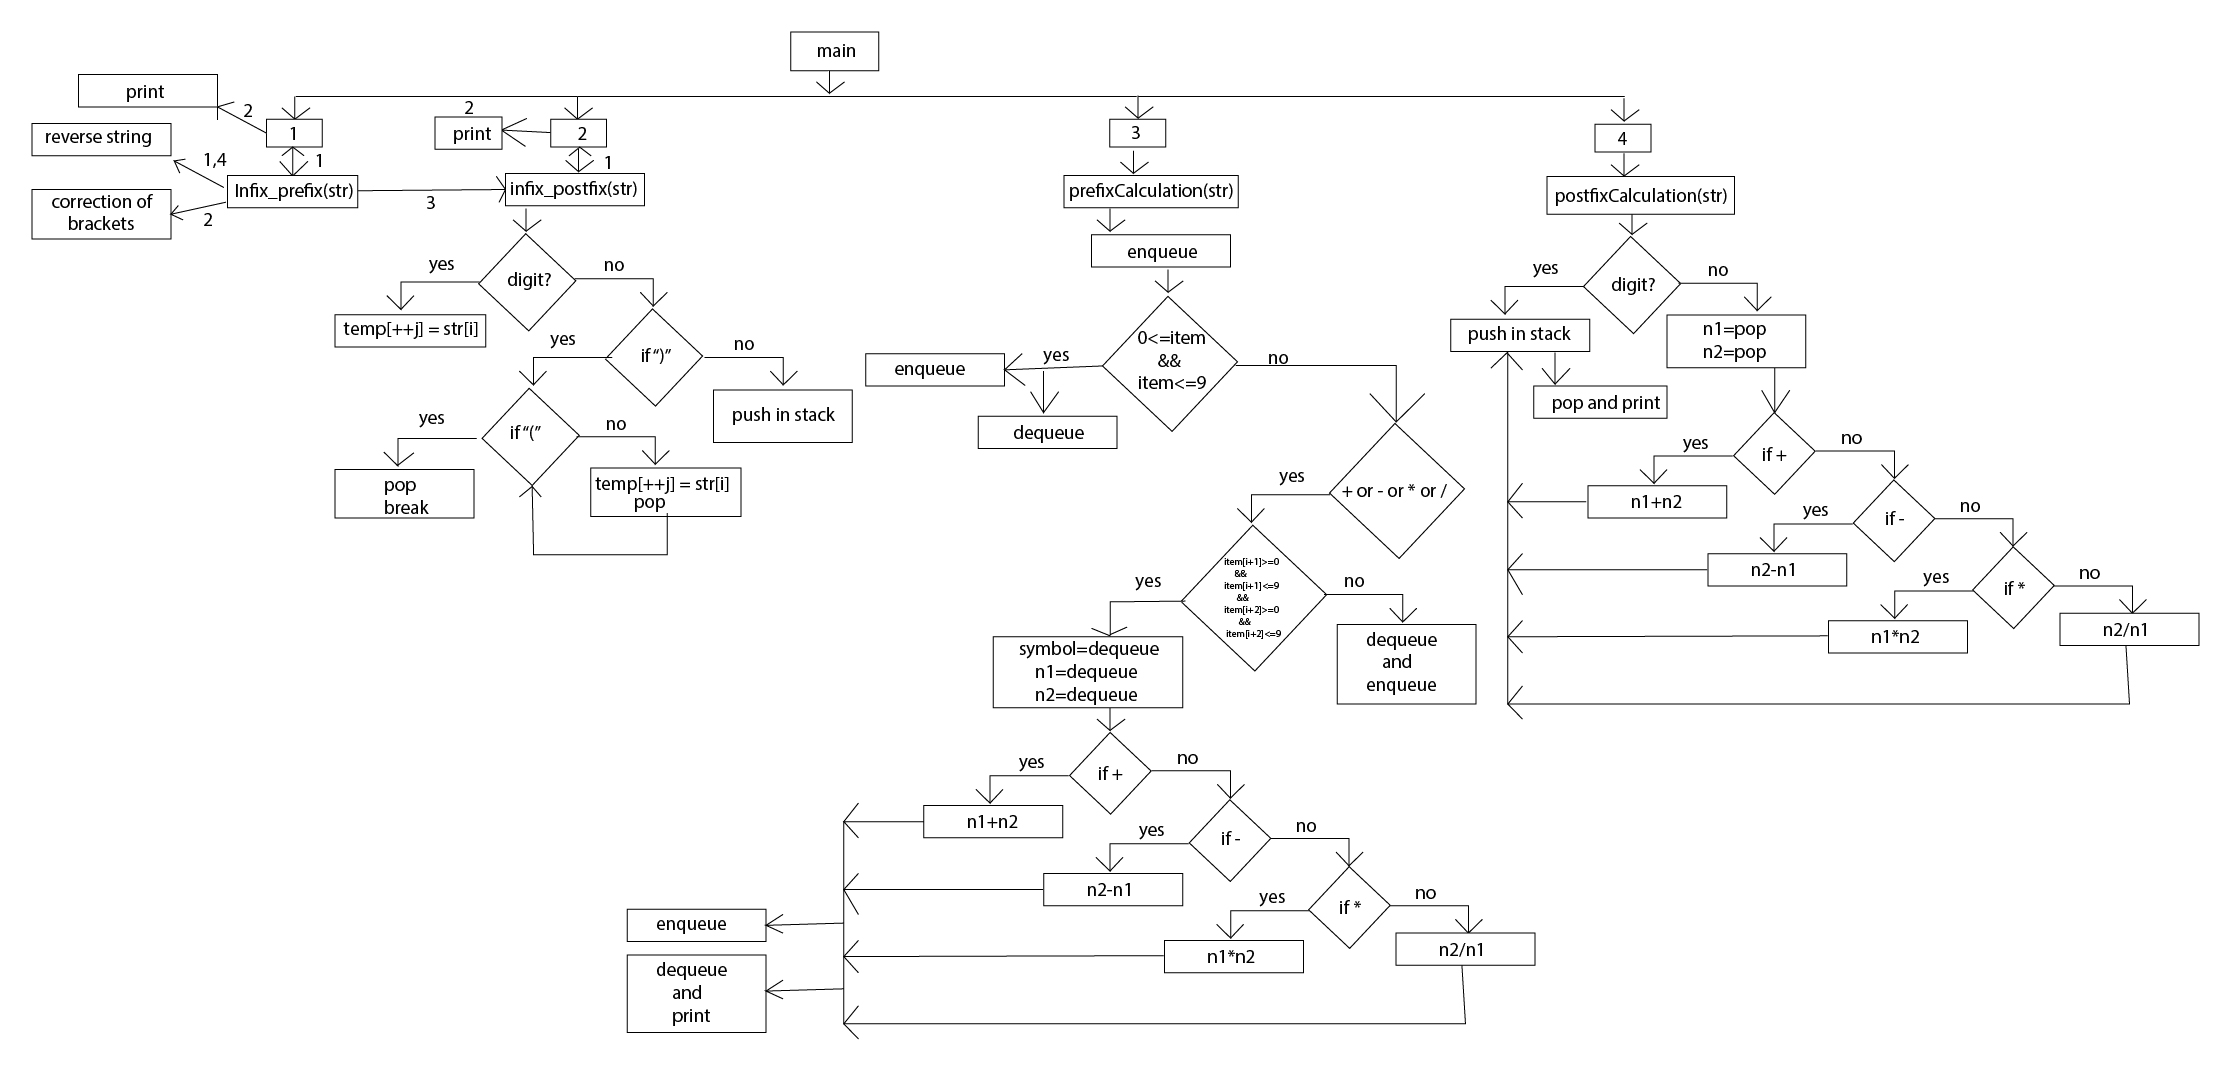 main
print
2
1
1
reverse string
1,4
Infix_prefix(str)
correction of
brackets
2
3
2
print
2
1
infix_postfix(str)
digit?
yes
no
temp[++j] = str[i]
if “)”
yes
no
push in stack
if “(”
yes
no
pop
break
temp[++j] = str[i]
pop
3
prefixCalculation(str)
enqueue
0<=item
&&
item<=9
yes
no
enqueue
dequeue
+ or - or * or /
yes
item[i+1]>=0
&&
item[i+1]<=9
&&
item[i+2]>=0
&&
item[i+2]<=9
yes
no
symbol=dequeue
n1=dequeue
n2=dequeue
dequeue
and
enqueue
if +
yes
no
n1+n2
if -
yes
no
n2-n1
if *
yes
no
n1*n2
n2/n1
enqueue
dequeue
and
print
4
postfixCalculation(str)
digit?
yes
no
push in stack
pop and print
n1=pop
n2=pop
if +
yes
no
n1+n2
if -
yes
no
n2-n1
if *
yes
no
n1*n2
n2/n1